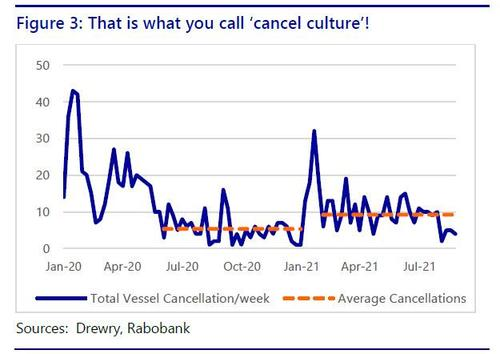 Figure 3: That is what you call ‘cancel culture’!
50
40
30
20
10
0
Jan-20 Apr-20 Jul-20 Oct-20 Jan-21 Apr-21 Jul-21
Total Vessel Cancellation/week Average Cancellations
Sources: Drewry, Rabobank